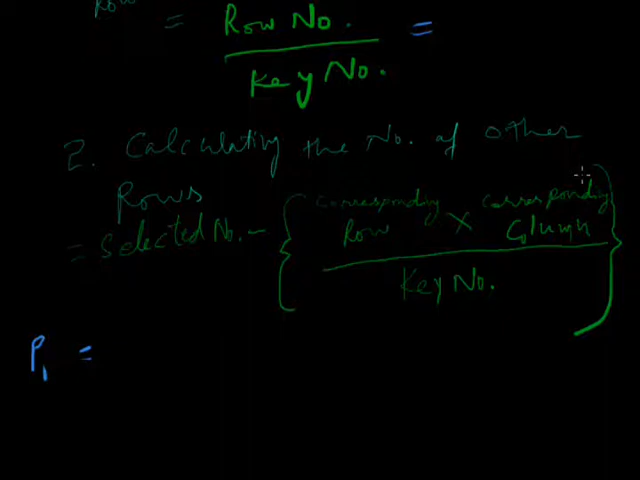 Row
= Row No. =
Key No.
2. Calculating the No. of other
Rows
corresponding corresponding
= Selected No. - { Row X Column }
Key No.
P1 =